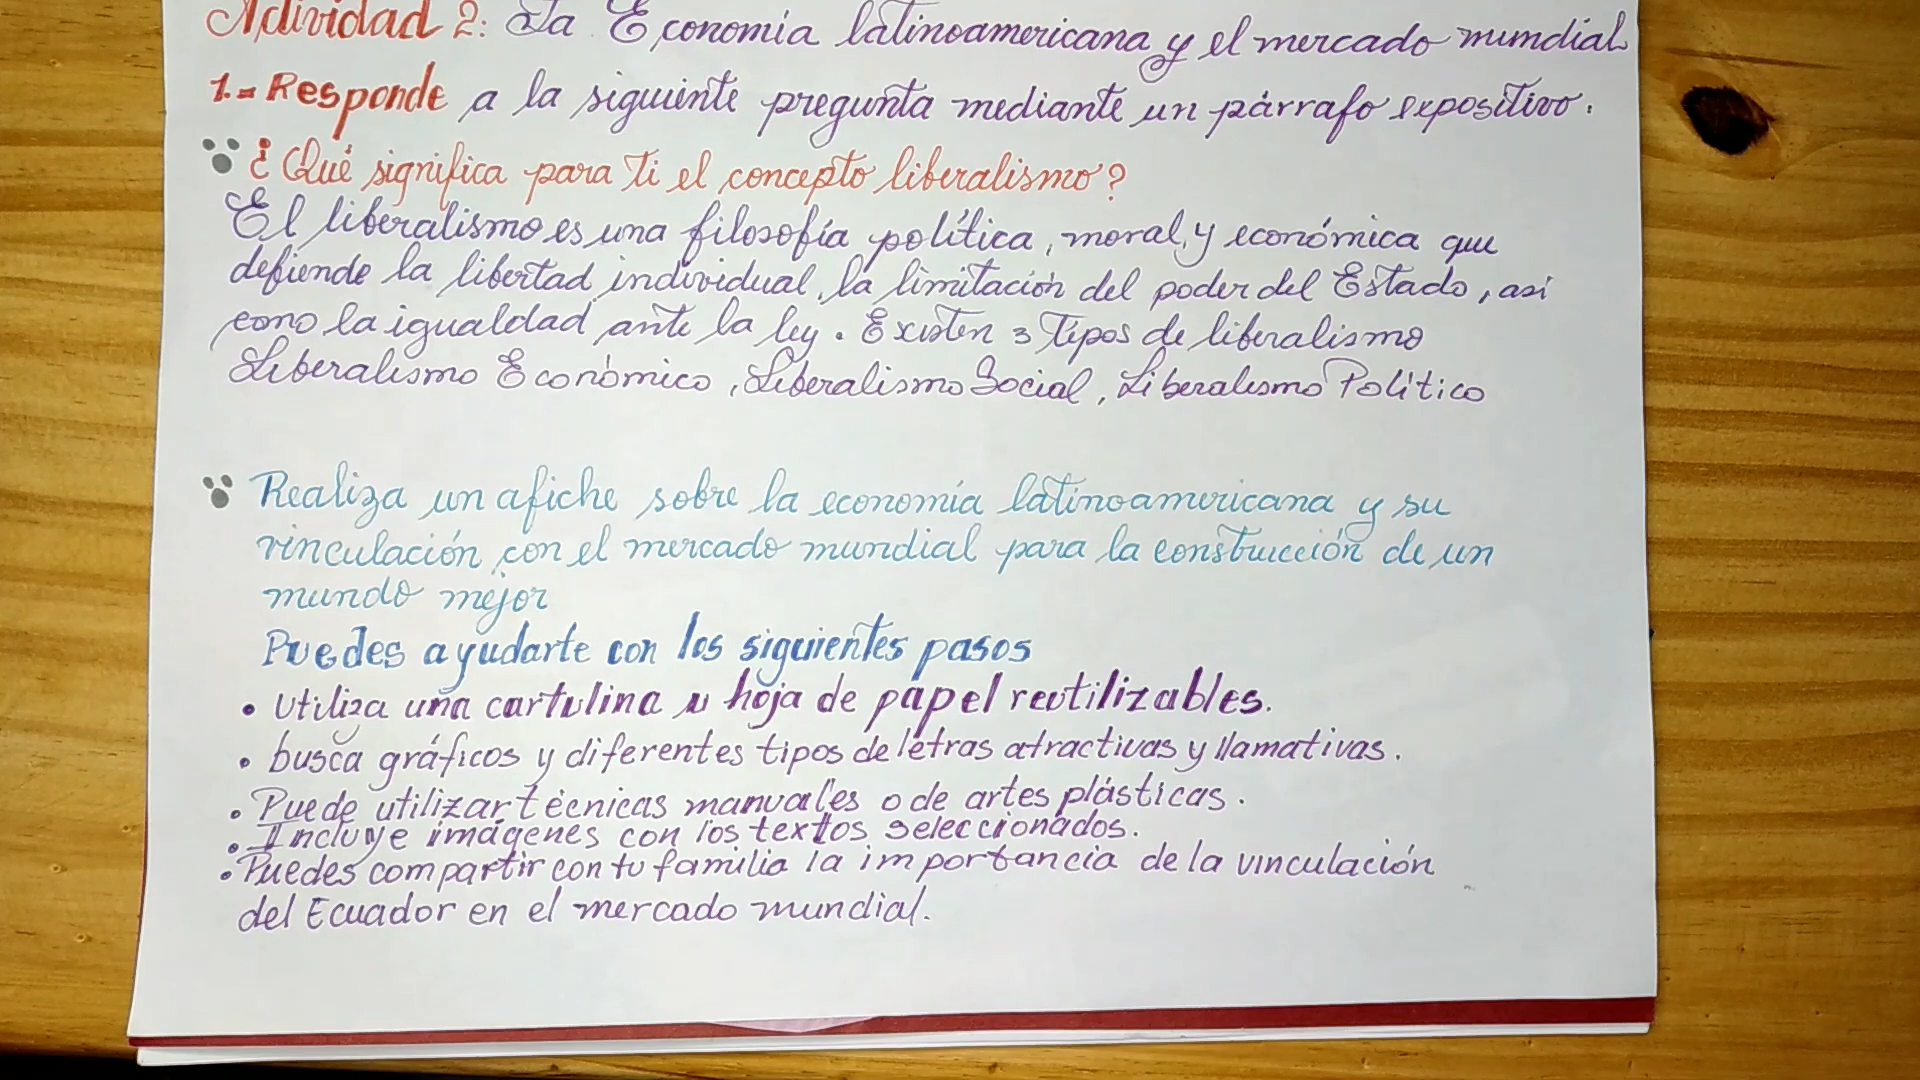 Actividad 2: La Economía latinoamericana y el mercado mundial
1.- Responde a la siguiente pregunta mediante un párrafo expositivo.
¿Qué significa para ti el concepto liberalismo?
El liberalismo es una filosofía política, moral, y económica que
defiende la libertad individual, la limitación del poder del Estado, así
como la igualdad ante la ley. Existen 3 Tipos de liberalismo
Liberalismo Económico, Liberalismo Social, Liberalismo Político
Realiza un afiche sobre la economía latinoamericana y su
vinculación con el mercado mundial para la construcción de un
mundo mejor
Puedes ayudarte con los siguientes pasos
• Utiliza una cartulina u hoja de papel reutilizables.
• busca gráficos y diferentes tipos de letras atractivas y llamativas.
• Puede utilizar técnicas manuales o de artes plásticas.
• Incluye imágenes con los textos seleccionados.
• Puedes compartir con tu familia la importancia de la vinculación
del Ecuador en el mercado mundial.